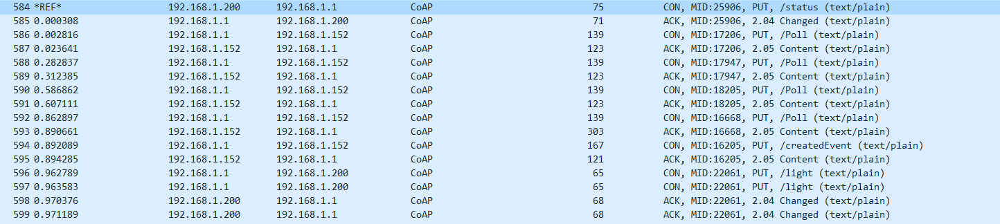 584 *REF* 192.168.1.200 192.168.1.1 CoAP 75 CON, MID:25906, PUT, /status (text/plain)
585 0.000308 192.168.1.1 192.168.1.200 CoAP 71 ACK, MID:25906, 2.04 Changed (text/plain)
586 0.002816 192.168.1.1 192.168.1.152 CoAP 139 CON, MID:17206, PUT, /Poll (text/plain)
587 0.023641 192.168.1.152 192.168.1.1 CoAP 123 ACK, MID:17206, 2.05 Content (text/plain)
588 0.282837 192.168.1.1 192.168.1.152 CoAP 139 CON, MID:17947, PUT, /Poll (text/plain)
589 0.312385 192.168.1.152 192.168.1.1 CoAP 123 ACK, MID:17947, 2.05 Content (text/plain)
590 0.586862 192.168.1.1 192.168.1.152 CoAP 139 CON, MID:18205, PUT, /Poll (text/plain)
591 0.607111 192.168.1.152 192.168.1.1 CoAP 123 ACK, MID:18205, 2.05 Content (text/plain)
592 0.862897 192.168.1.1 192.168.1.152 CoAP 139 CON, MID:16668, PUT, /Poll (text/plain)
593 0.890661 192.168.1.152 192.168.1.1 CoAP 303 ACK, MID:16668, 2.05 Content (text/plain)
594 0.892089 192.168.1.1 192.168.1.152 CoAP 167 CON, MID:16205, PUT, /createdEvent (text/plain)
595 0.894285 192.168.1.152 192.168.1.1 CoAP 121 ACK, MID:16205, 2.05 Content (text/plain)
596 0.962789 192.168.1.1 192.168.1.200 CoAP 65 CON, MID:22061, PUT, /light (text/plain)
597 0.963583 192.168.1.1 192.168.1.200 CoAP 65 CON, MID:22061, PUT, /light (text/plain)
598 0.970376 192.168.1.200 192.168.1.1 CoAP 68 ACK, MID:22061, 2.04 Changed (text/plain)
599 0.971189 192.168.1.200 192.168.1.1 CoAP 68 ACK, MID:22061, 2.04 Changed (text/plain)